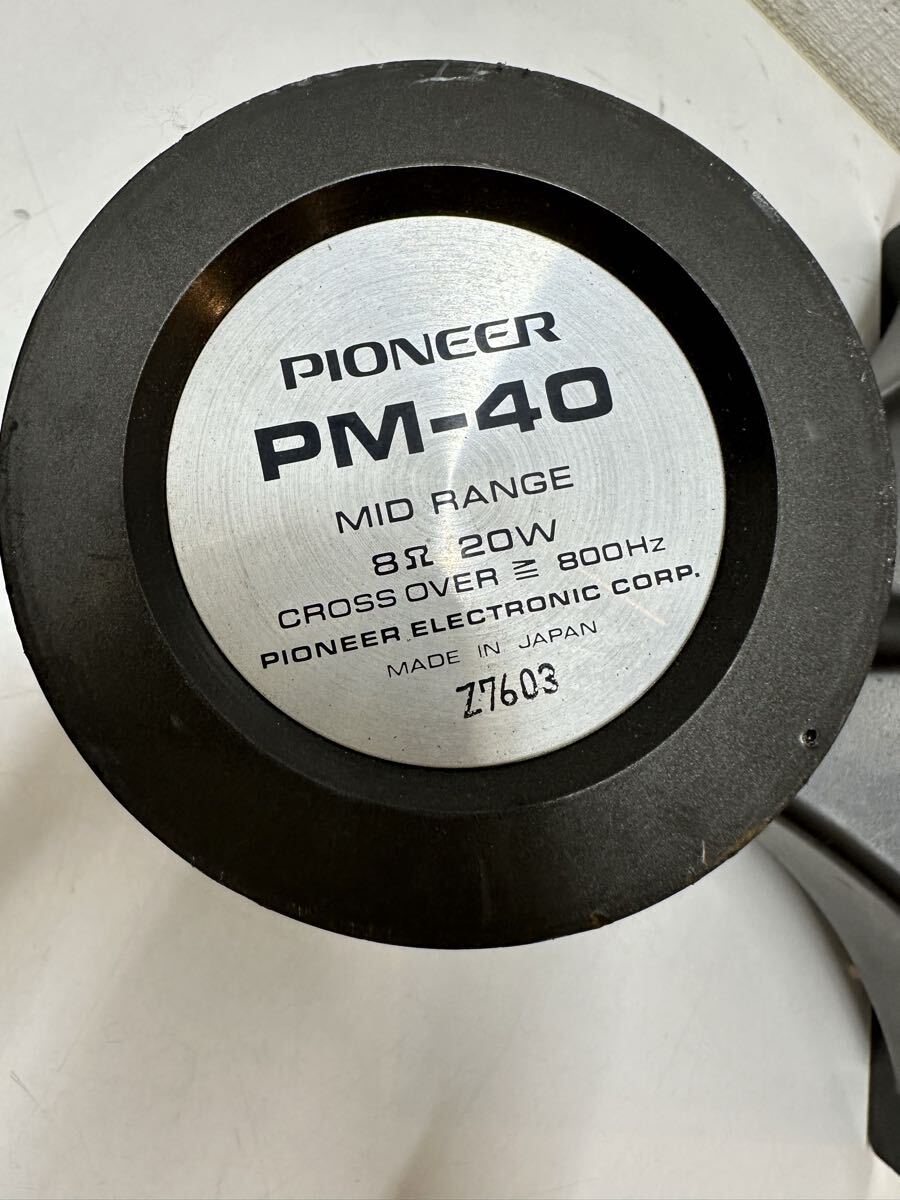 PIONEER
PM-40
MID RANGE
8Ω 20W
CROSS OVER ≧ 800Hz
PIONEER ELECTRONIC CORP.
MADE IN JAPAN
Z7603